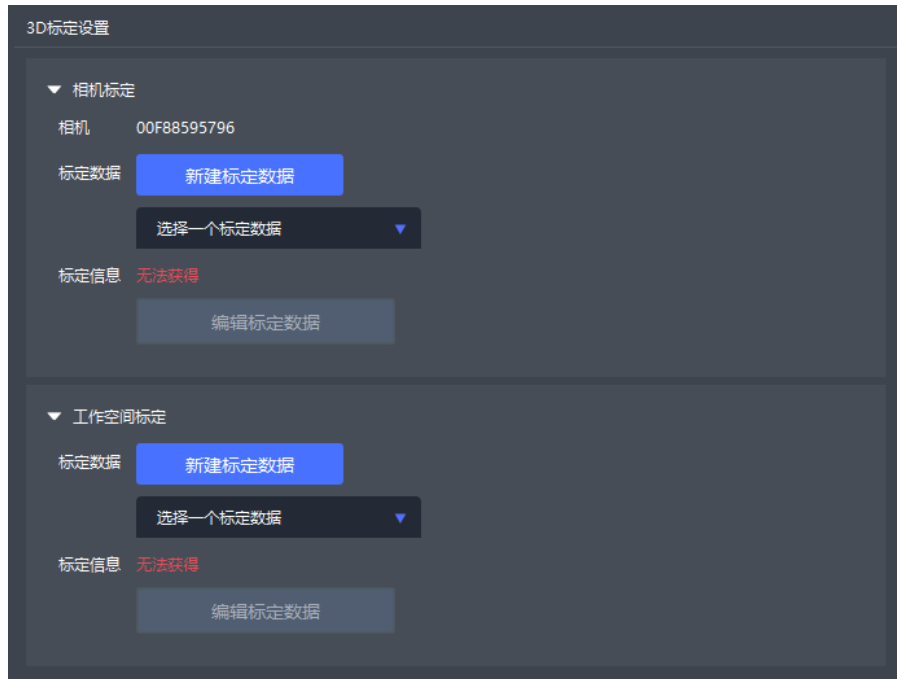 3D标定设置
相机标定
相机 00F88595796
标定数据 新建标定数据
选择一个标定数据
标定信息 无法获得
编辑标定数据
工作空间标定
标定数据 新建标定数据
选择一个标定数据
标定信息 无法获得
编辑标定数据